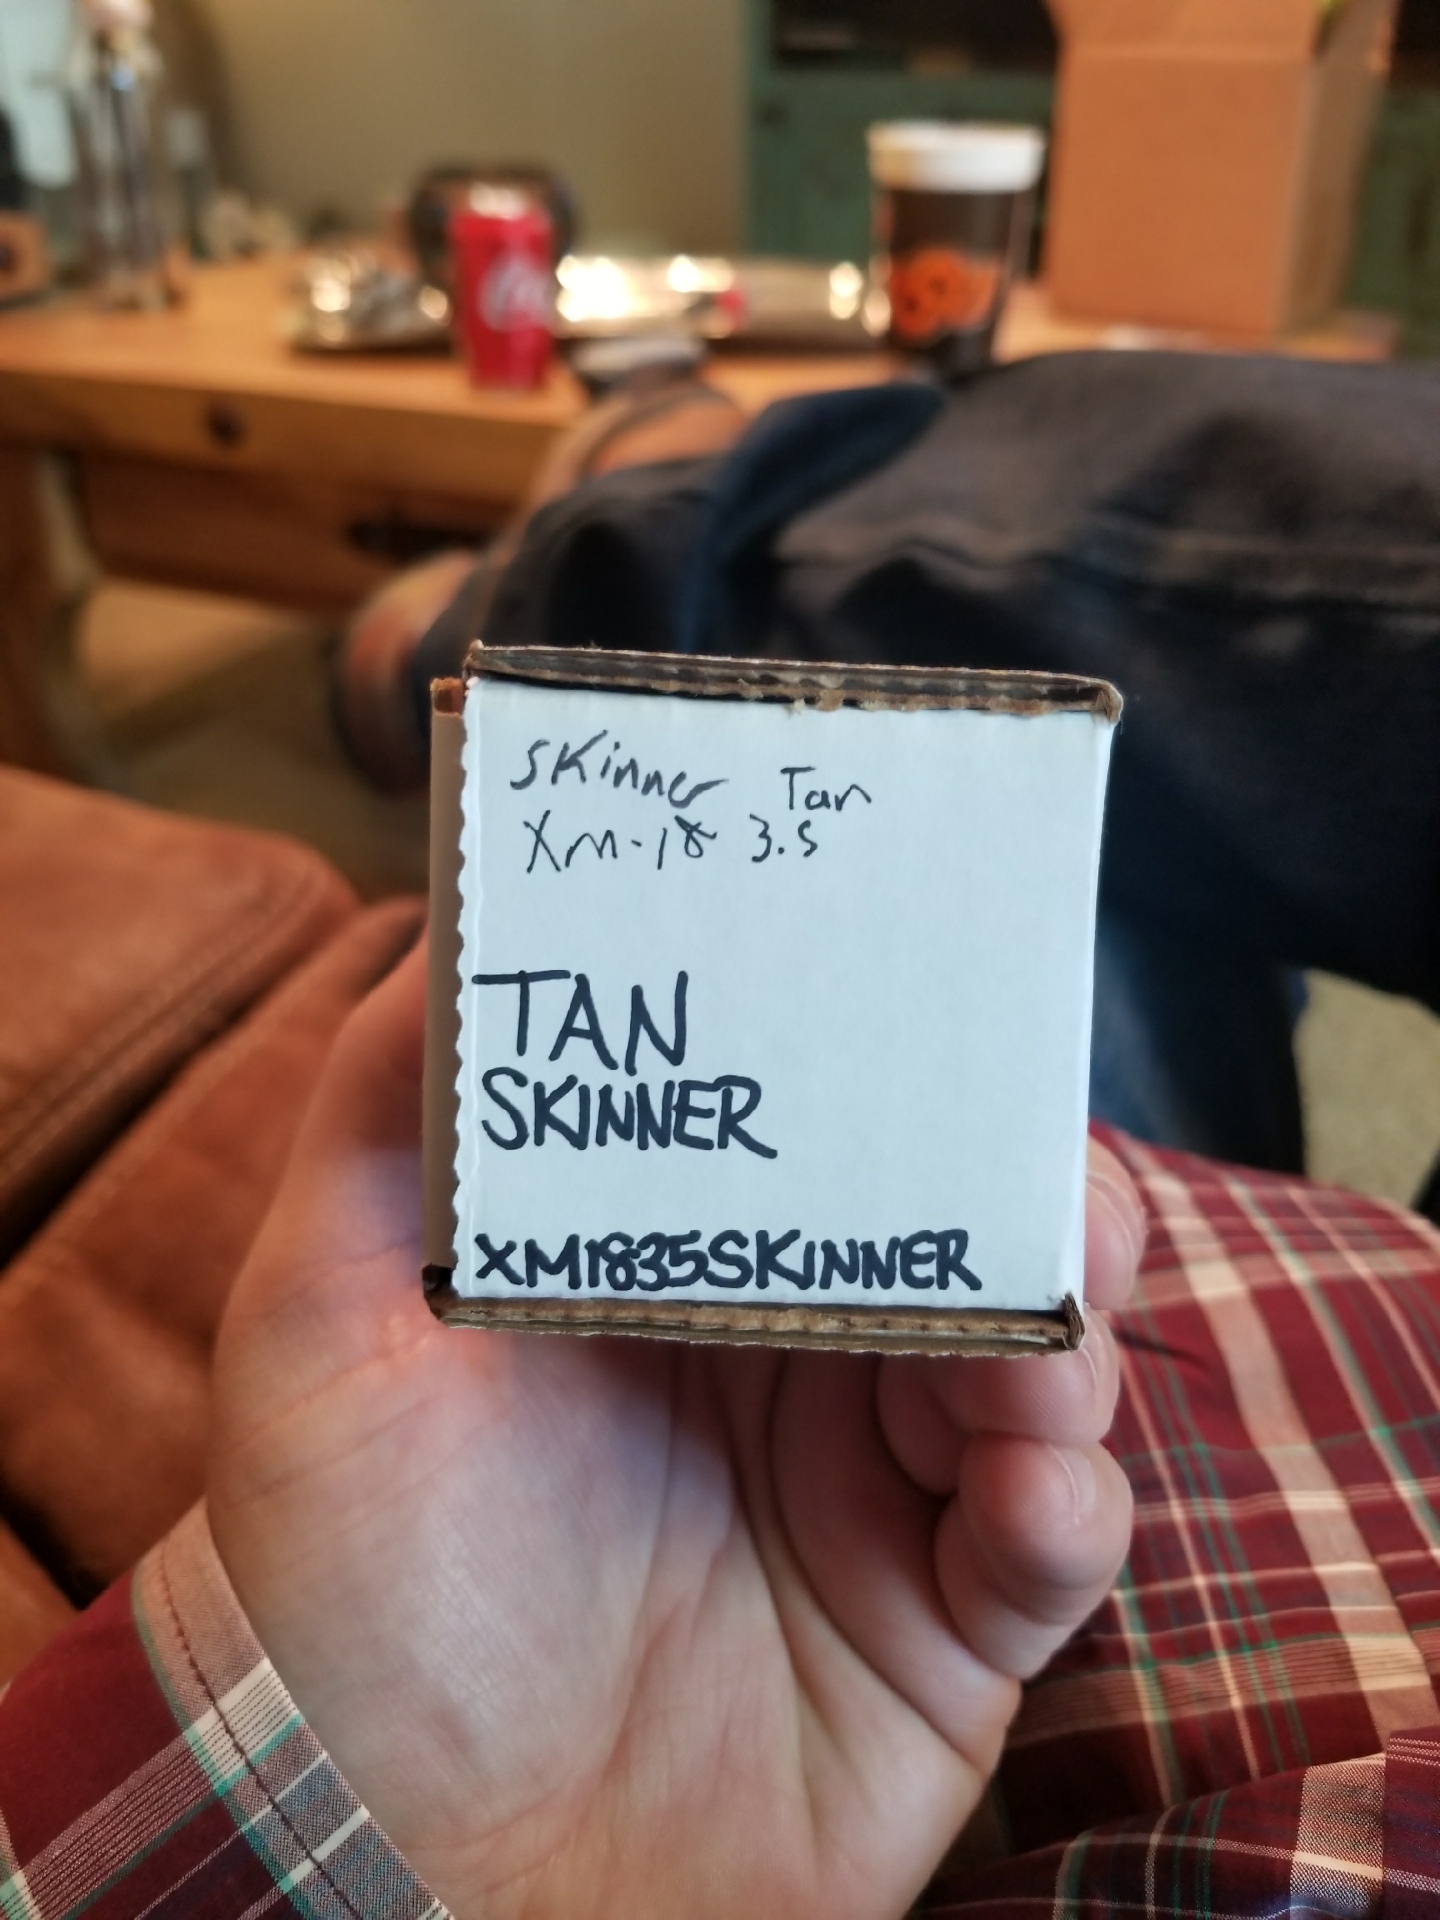 Skinner Tan
XM-18 3.5
TAN
SKINNER
XM1835SKINNER